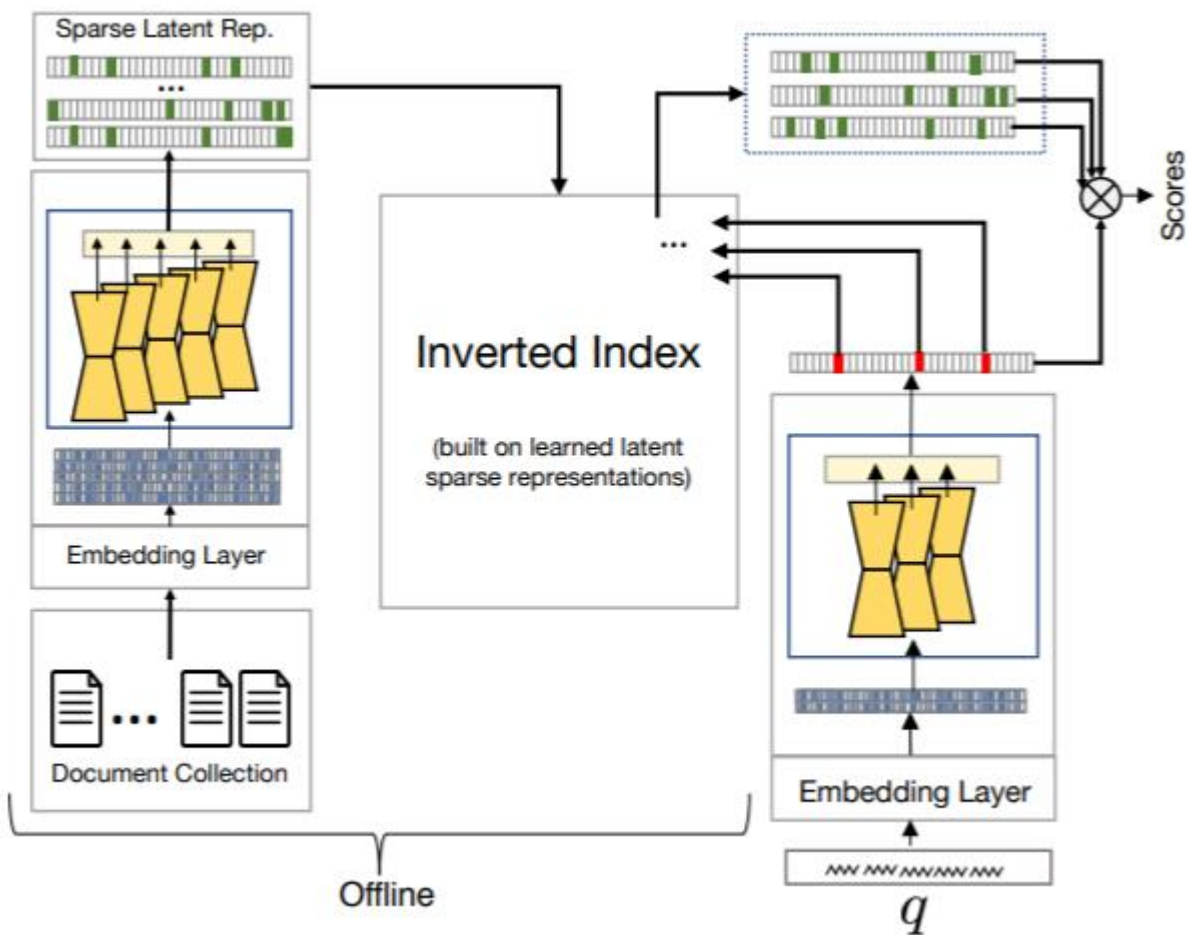 Sparse Latent Rep.
...
Scores
...
Inverted Index
(built on learned latent
sparse representations)
Embedding Layer
...
Document Collection
Embedding Layer
Offline
q